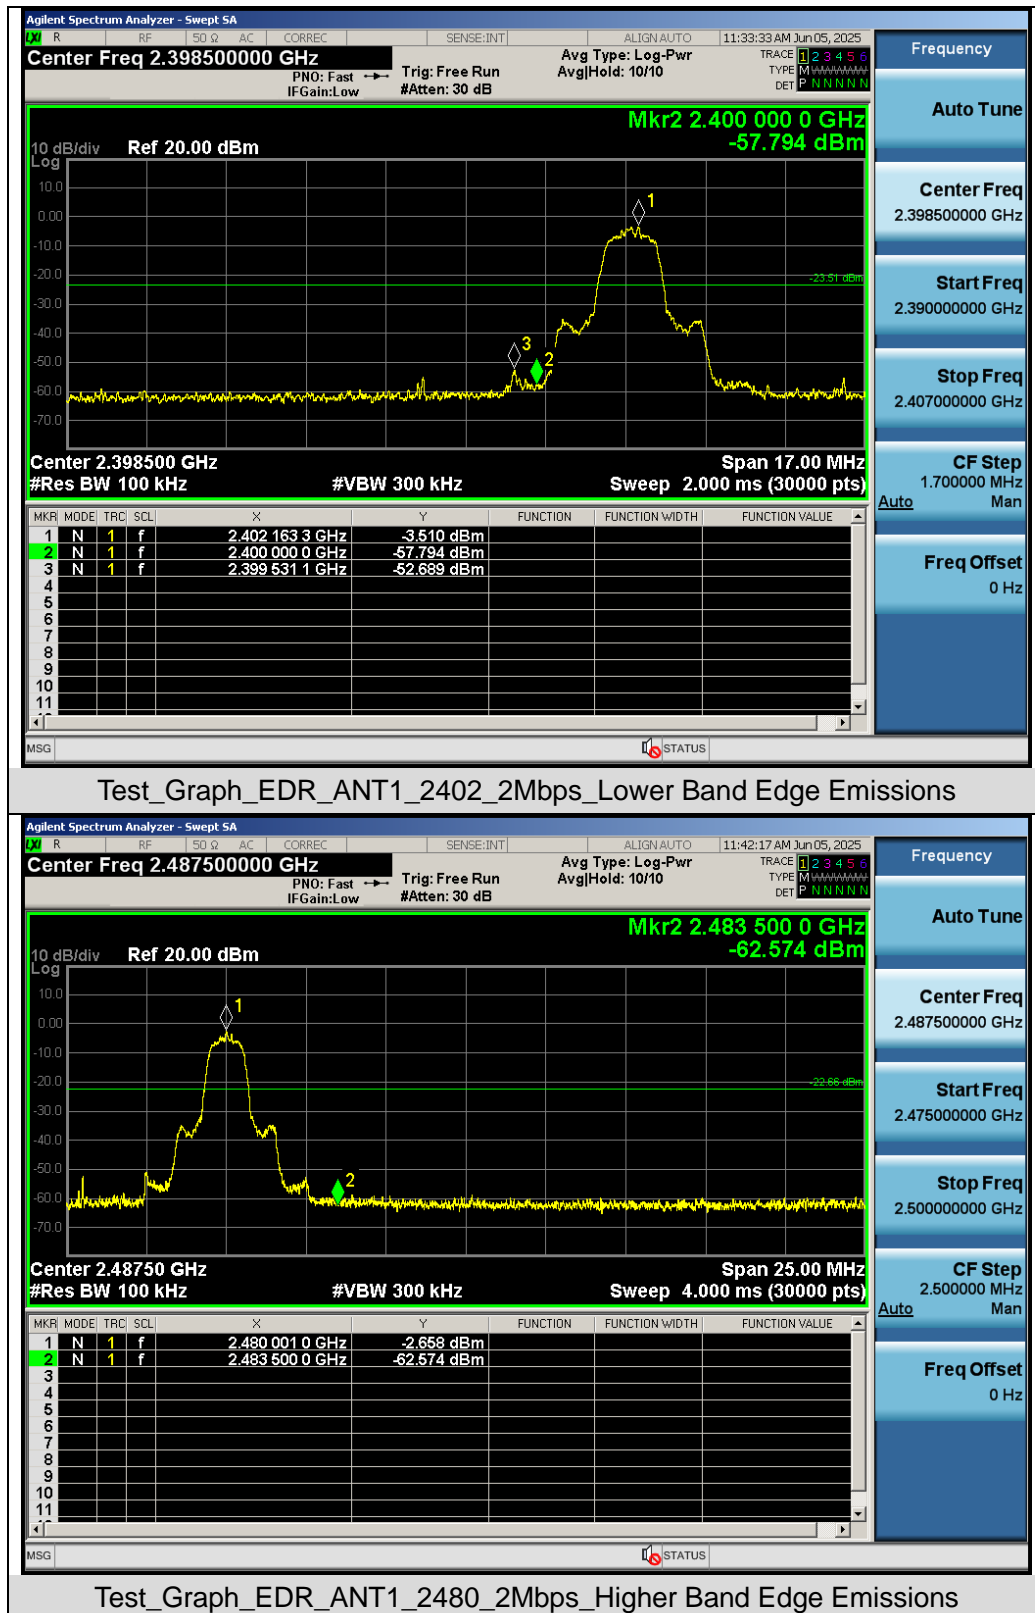 Agilent Spectrum Analyzer - Swept SA
LXI R RF 50 Ω AC CORREC SENSE:INT ALIGN AUTO 11:33:33 AM Jun 05, 2025
Center Freq 2.398500000 GHz
PNO: Fast Trig: Free Run Avg Type: Log-Pwr TRACE 1 2 3 4 5 6
IFGain:Low #Atten: 30 dB Avg|Hold: 10/10 TYPE M WWWWW
DET P N N N N N
Mkr2 2.400 000 0 GHz
-57.794 dBm
10 dB/div Ref 20.00 dBm
Log
10.0
0.00
-10.0
-20.0
-30.0
-40.0
-50.0
-60.0
-70.0
1
-23.51 dBm
3
2
Center 2.398500 GHz Span 17.00 MHz
#Res BW 100 kHz #VBW 300 kHz Sweep 2.000 ms (30000 pts)
MKR MODE TRC SCL X Y FUNCTION FUNCTION WIDTH FUNCTION VALUE
1 N 1 f 2.402 163 3 GHz -3.510 dBm
2 N 1 f 2.400 000 0 GHz -57.794 dBm
3 N 1 f 2.399 531 1 GHz -52.689 dBm
4
5
6
7
8
9
10
11
MSG STATUS
Frequency
Auto Tune
Center Freq
2.398500000 GHz
Start Freq
2.390000000 GHz
Stop Freq
2.407000000 GHz
CF Step
1.700000 MHz
Auto Man
Freq Offset
0 Hz
Test_Graph_EDR_ANT1_2402_2Mbps_Lower Band Edge Emissions
Agilent Spectrum Analyzer - Swept SA
LXI R RF 50 Ω AC CORREC SENSE:INT ALIGN AUTO 11:42:17 AM Jun 05, 2025
Center Freq 2.487500000 GHz
PNO: Fast Trig: Free Run Avg Type: Log-Pwr TRACE 1 2 3 4 5 6
IFGain:Low #Atten: 30 dB Avg|Hold: 10/10 TYPE M WWWWW
DET P N N N N N
Mkr2 2.483 500 0 GHz
-62.574 dBm
10 dB/div Ref 20.00 dBm
Log
10.0
0.00
-10.0
-20.0
-30.0
-40.0
-50.0
-60.0
-70.0
1
-22.66 dBm
2
Center 2.48750 GHz Span 25.00 MHz
#Res BW 100 kHz #VBW 300 kHz Sweep 4.000 ms (30000 pts)
MKR MODE TRC SCL X Y FUNCTION FUNCTION WIDTH FUNCTION VALUE
1 N 1 f 2.480 001 0 GHz -2.658 dBm
2 N 1 f 2.483 500 0 GHz -62.574 dBm
3
4
5
6
7
8
9
10
11
MSG STATUS
Frequency
Auto Tune
Center Freq
2.487500000 GHz
Start Freq
2.475000000 GHz
Stop Freq
2.500000000 GHz
CF Step
2.500000 MHz
Auto Man
Freq Offset
0 Hz
Test_Graph_EDR_ANT1_2480_2Mbps_Higher Band Edge Emissions